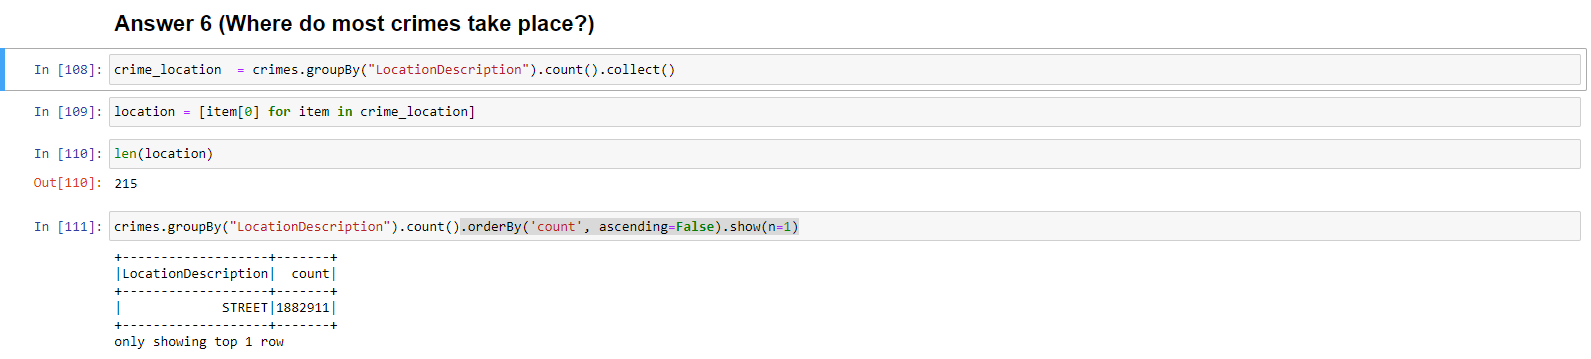 Answer 6 (Where do most crimes take place?)
In [108]: crime_location  = crimes.groupBy("LocationDescription").count().collect()
In [109]: location = [item[0] for item in crime_location]
In [110]: len(location)
Out[110]: 215
In [111]: crimes.groupBy("LocationDescription").count().orderBy('count', ascending=False).show(n=1)
+-------------------+-------+
|LocationDescription|  count|
+-------------------+-------+
|             STREET|1882911|
+-------------------+-------+
only showing top 1 row